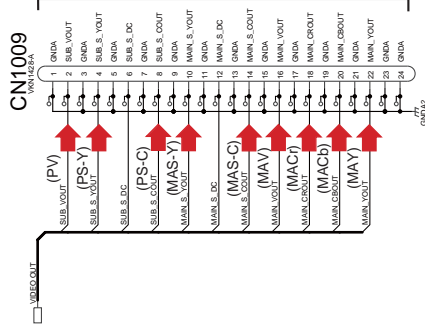 CN1009
VKN1428-A
1 GNDA
2 SUB_VOUT
3 GNDA
4 SUB_S_YOUT
5 GNDA
6 SUB_S_DC
7 GNDA
8 SUB_S_COUT
9 GNDA
10 MAIN_S_YOUT
11 GNDA
12 MAIN_S_DC
13 GNDA
14 MAIN_S_COUT
15 GNDA
16 MAIN_VOUT
17 GNDA
18 MAIN_CROUT
19 GNDA
20 MAIN_CBOUT
21 GNDA
22 MAIN_YOUT
23 GNDA
24 GNDA
GNDA2
(PV)
(PS-Y)
(PS-C)
(MAS-Y)
(MAS-C)
(MAV)
(MACr)
(MACb)
(MAY)
SUB_VOUT
SUB_S_YOUT
SUB_S_DC
SUB_S_COUT
MAIN_S_YOUT
MAIN_S_DC
MAIN_S_COUT
MAIN_VOUT
MAIN_CROUT
MAIN_CBOUT
MAIN_YOUT
VIDEO_OUT